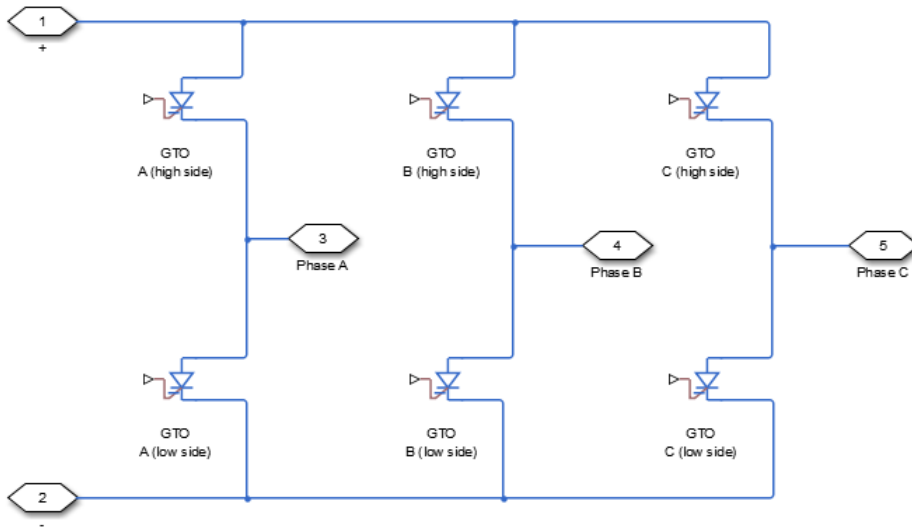 1
+
GTO
A (high side)
GTO
B (high side)
GTO
C (high side)
3
Phase A
4
Phase B
5
Phase C
GTO
A (low side)
GTO
B (low side)
GTO
C (low side)
2
-